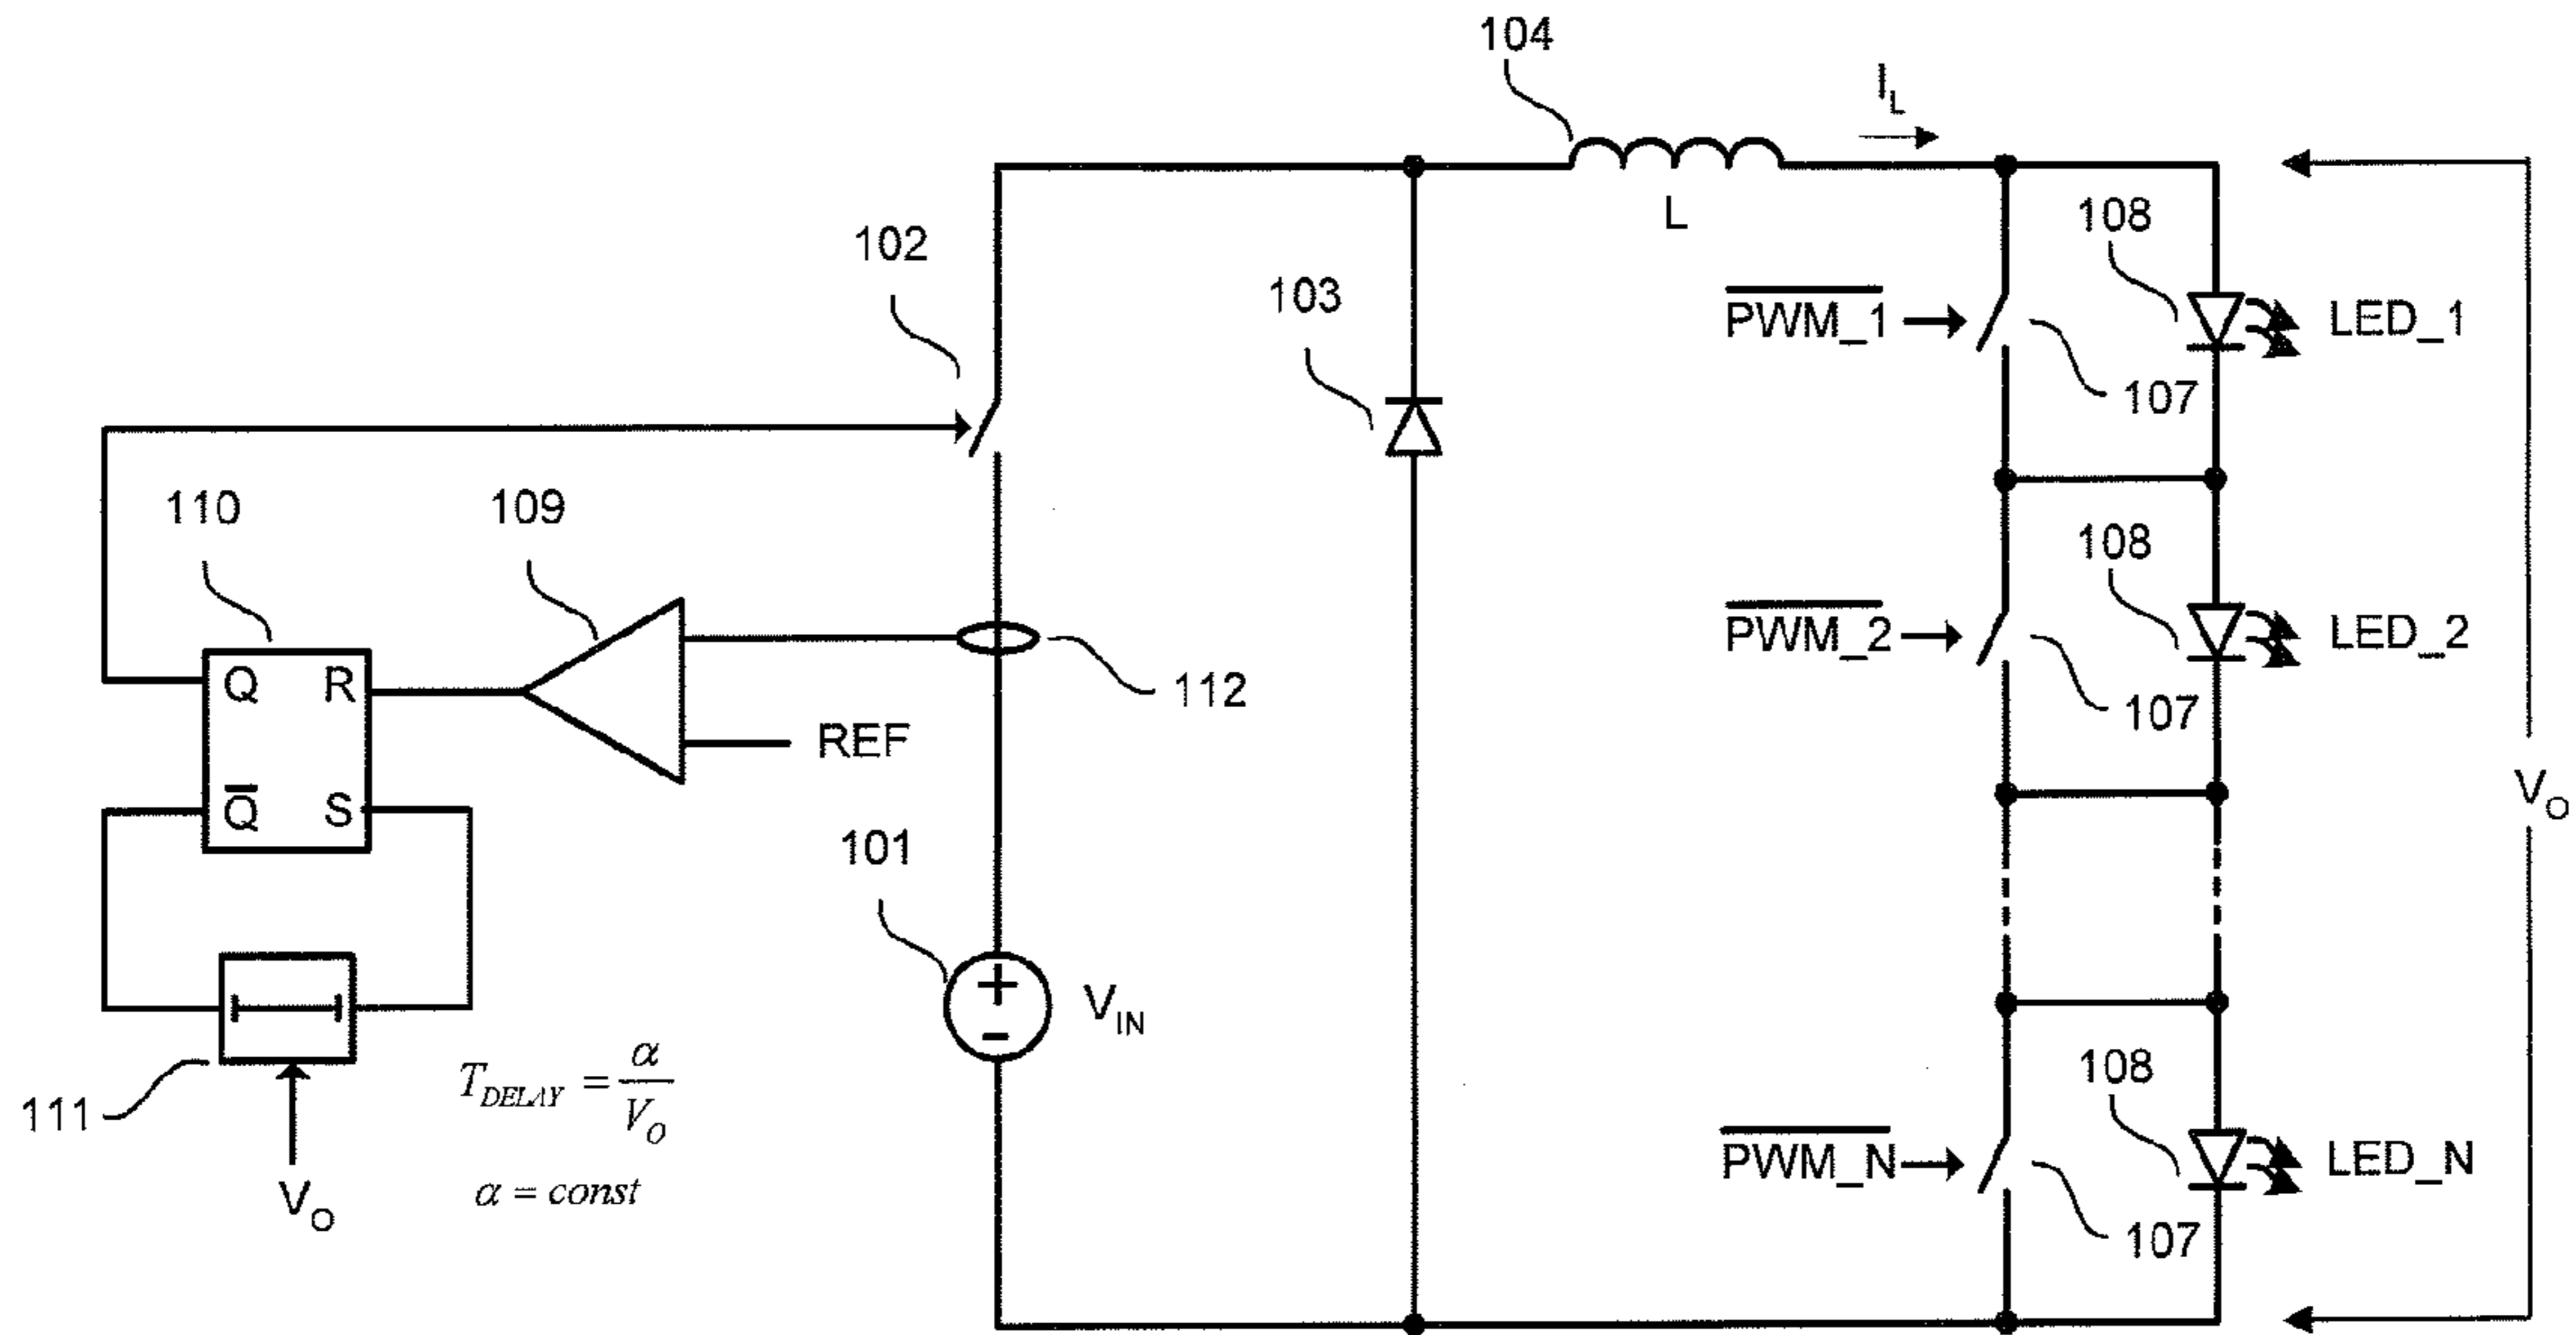 104
I_L
102
L
108
103
PWM_1
LED_1
107
110
109
108
PWM_2
LED_2
Q R
112
107
REF
Q S
V_O
101
V_IN
T_DELAY = α / V_O
108
111
PWM_N
LED_N
α = const
V_O
107